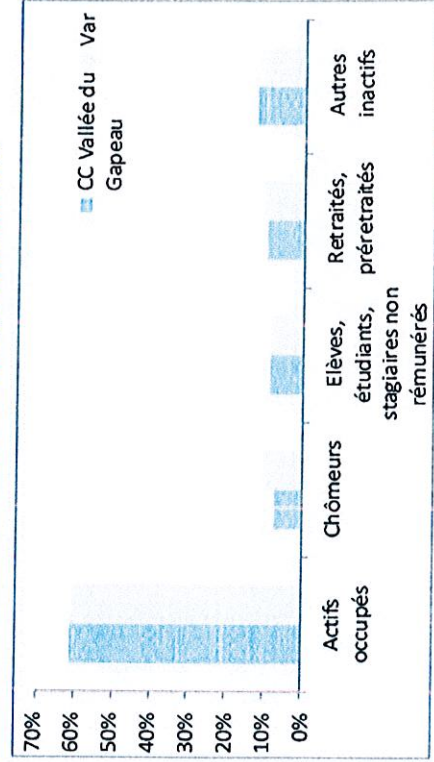 70%
60%
50%
40%
30%
20%
10%
0%
CC Vallée du Gapeau
Var
Actifs occupés
Chômeurs
Elèves, étudiants, stagiaires non rémunérés
Retraités, préretraités
Autres inactifs